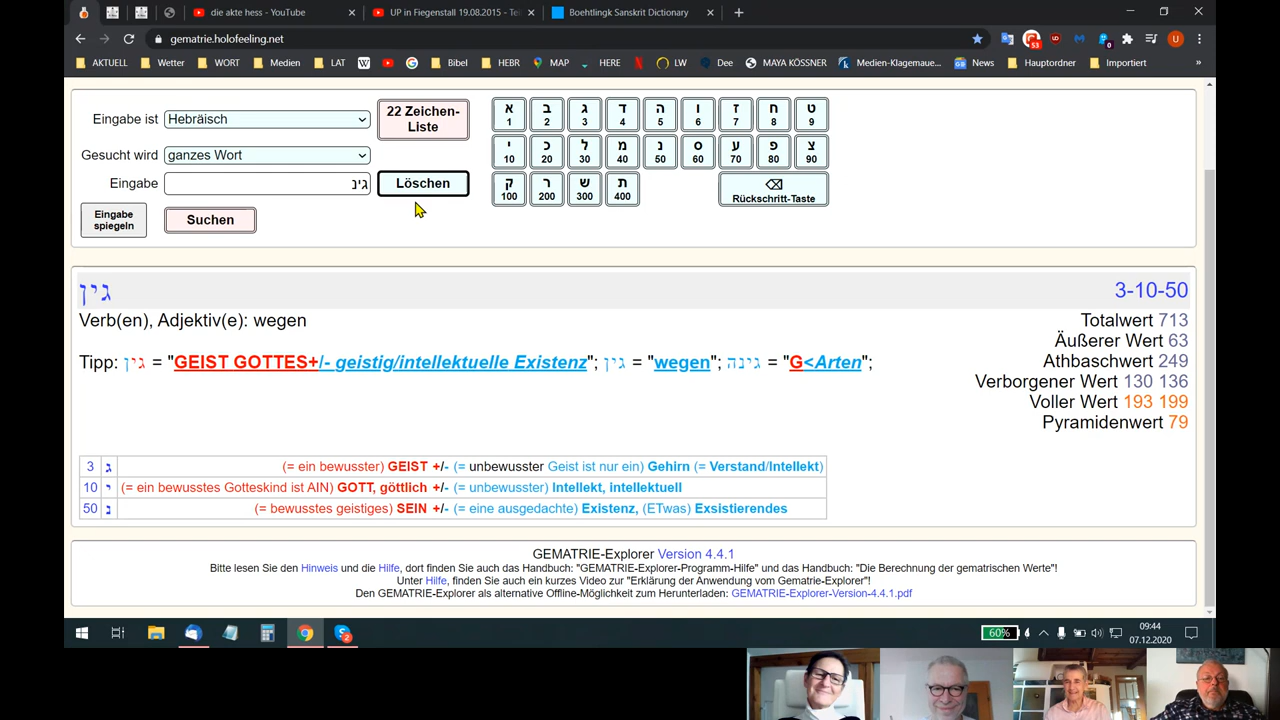 die akte hess - YouTube
UP in Fiegenstall 19.08.2015 - Te
Boehtlingk Sanskrit Dictionary
gematrie.holofeeling.net
53
0
U
AKTUELL Wetter WORT Medien LAT Bibel HEBR MAP HERE LW Dee MAYA KÖSSNER Medien-Klagemaue... News Hauptordner Importiert »
Eingabe ist Hebräisch
22 Zeichen-
Liste
Gesucht wird ganzes Wort
Eingabe גינ Löschen
Eingabe
spiegeln
Suchen
א ב ג ד ה ו ז ח ט
1 2 3 4 5 6 7 8 9
י כ ל מ נ ס ע פ צ
10 20 30 40 50 60 70 80 90
ק ר ש ת
100 200 300 400
Rückschritt-Taste
גין 3-10-50
Verb(en), Adjektiv(e): wegen
Tipp: גין = "GEIST GOTTES+/- geistig/intellektuelle Existenz"; גין = "wegen"; גינה = "G<Arten";
Totalwert 713
Äußerer Wert 63
Athbaschwert 249
Verborgener Wert 130 136
Voller Wert 193 199
Pyramidenwert 79
3 ג (= ein bewusster) GEIST +/- (= unbewusster Geist ist nur ein) Gehirn (= Verstand/Intellekt)
10 י (= ein bewusstes Gotteskind ist AIN) GOTT, göttlich +/- (= unbewusster) Intellekt, intellektuell
50 נ (= bewusstes geistiges) SEIN +/- (= eine ausgedachte) Existenz, (ETwas) Exsistierendes
GEMATRIE-Explorer Version 4.4.1
Bitte lesen Sie den Hinweis und die Hilfe, dort finden Sie auch das Handbuch: "GEMATRIE-Explorer-Programm-Hilfe" und das Handbuch: "Die Berechnung der gematrischen Werte"!
Unter Hilfe, finden Sie auch ein kurzes Video zur "Erklärung der Anwendung vom Gematrie-Explorer"!
Den GEMATRIE-Explorer als alternative Offline-Möglichkeit zum Herunterladen: GEMATRIE-Explorer-Version-4.4.1.pdf
60%
09:44
07.12.2020